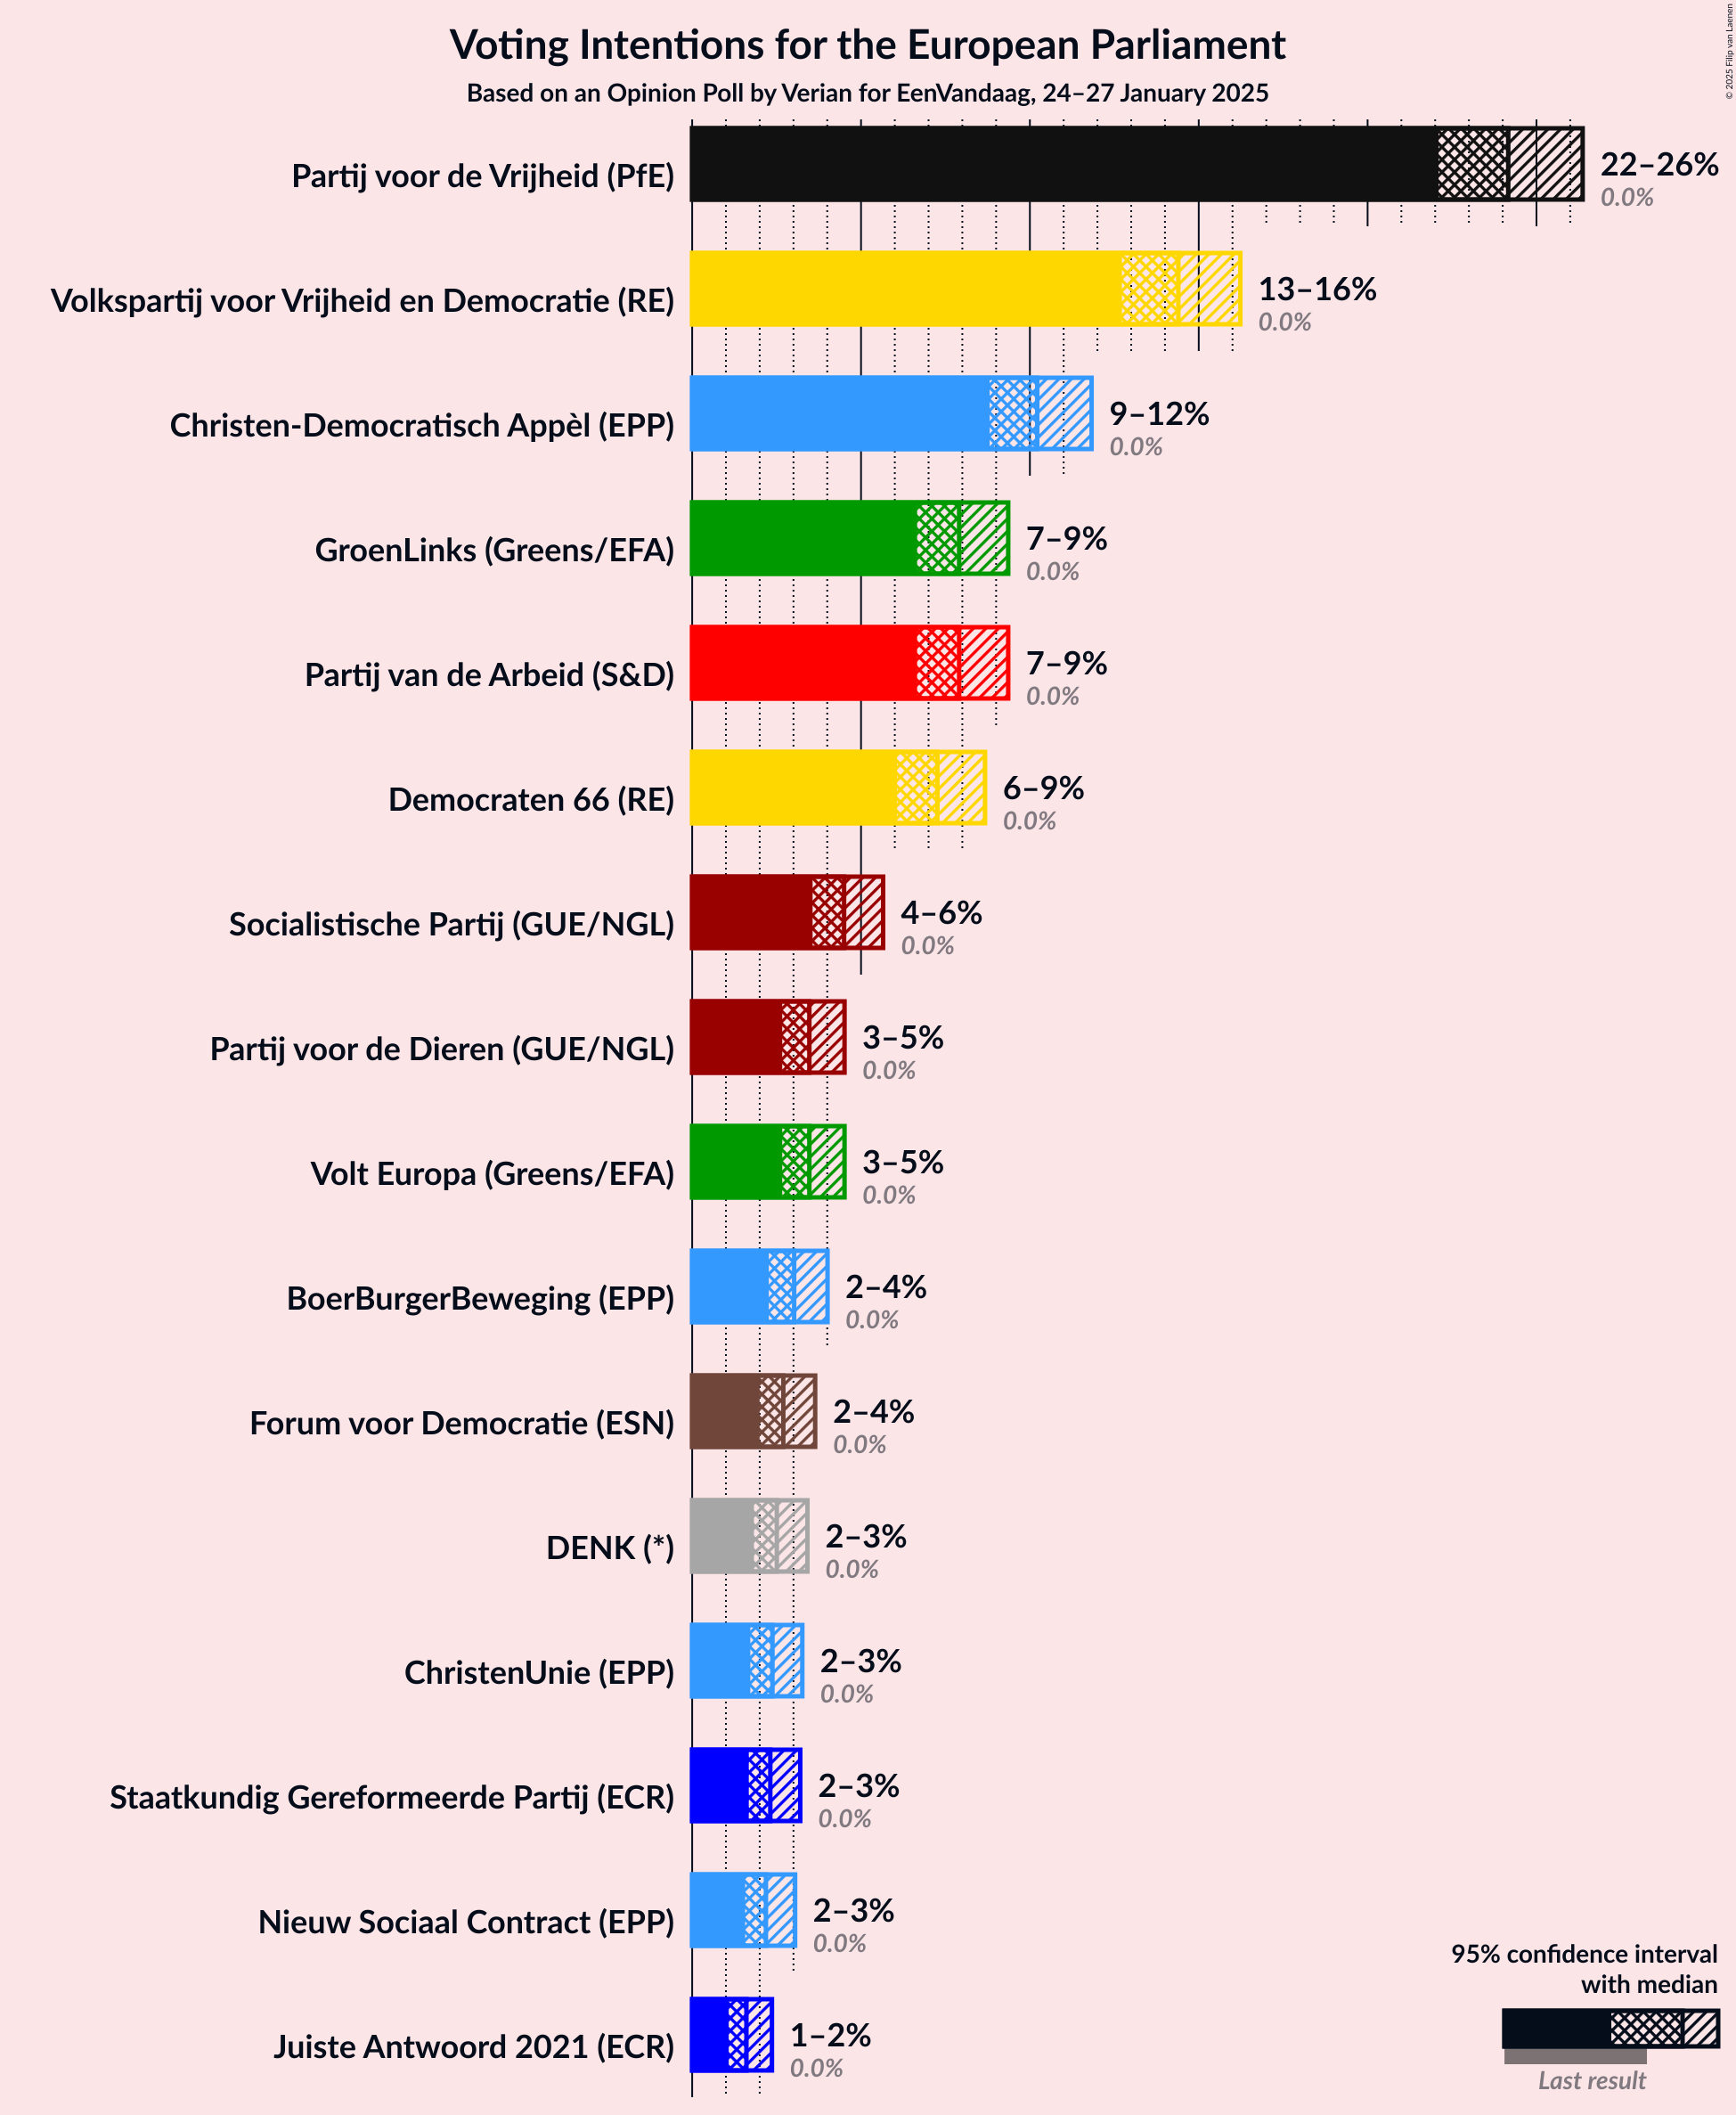 Voting Intentions for the European Parliament
Based on an Opinion Poll by Verian for EenVandaag, 24–27 January 2025
© 2025 Filip van Laenen
Partij voor de Vrijheid (PfE)
22–26%
0.0%
Volkspartij voor Vrijheid en Democratie (RE)
13–16%
0.0%
Christen-Democratisch Appèl (EPP)
9–12%
0.0%
GroenLinks (Greens/EFA)
7–9%
0.0%
Partij van de Arbeid (S&D)
7–9%
0.0%
Democraten 66 (RE)
6–9%
0.0%
Socialistische Partij (GUE/NGL)
4–6%
0.0%
Partij voor de Dieren (GUE/NGL)
3–5%
0.0%
Volt Europa (Greens/EFA)
3–5%
0.0%
BoerBurgerBeweging (EPP)
2–4%
0.0%
Forum voor Democratie (ESN)
2–4%
0.0%
DENK (*)
2–3%
0.0%
ChristenUnie (EPP)
2–3%
0.0%
Staatkundig Gereformeerde Partij (ECR)
2–3%
0.0%
Nieuw Sociaal Contract (EPP)
2–3%
0.0%
Juiste Antwoord 2021 (ECR)
1–2%
0.0%
95% confidence interval
with median
Last result